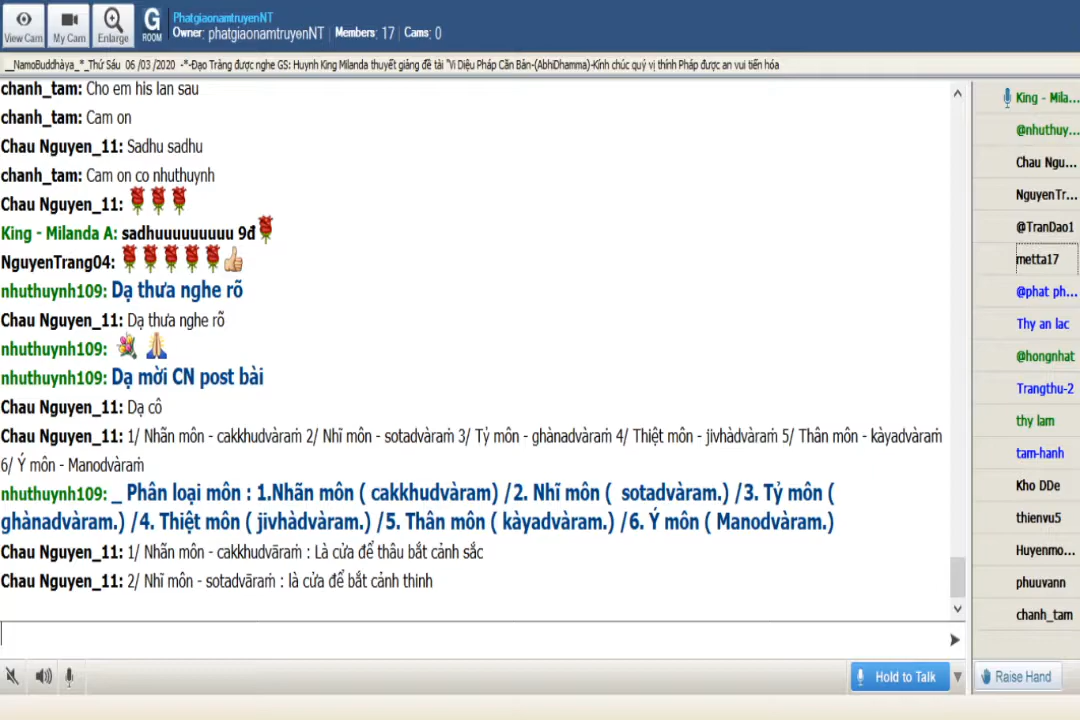 PhatgiaonamtruyenNT
View Cam My Cam Enlarge G ROOM Owner: phatgiaonamtruyenNT Members: 17 Cams: 0
__NamoBuddhàya_*_Thứ Sáu 06 /03 /2020 -*-Đạo Tràng được nghe GS: Huynh King Milanda thuyết giảng đề tài "Vi Diệu Pháp Căn Bản-(AbhiDhamma)-Kính chúc quý vị thính Pháp được an vui tiến hóa
chanh_tam: Cho em his lan sau
chanh_tam: Cam on
Chau Nguyen_11: Sadhu sadhu
chanh_tam: Cam on co nhuthuynh
Chau Nguyen_11:
King - Milanda A: sadhuuuuuuuuu 9đ
NguyenTrang04:
nhuthuynh109: Dạ thưa nghe rõ
Chau Nguyen_11: Dạ thưa nghe rõ
nhuthuynh109:
nhuthuynh109: Dạ mời CN post bài
Chau Nguyen_11: Dạ cô
Chau Nguyen_11: 1/ Nhãn môn - cakkhudvàraṁ 2/ Nhĩ môn - sotadvàraṁ 3/ Tỷ môn - ghànadvàraṁ 4/ Thiệt môn - jivhàdvàraṁ 5/ Thân môn - kàyadvàraṁ
6/ Ý môn - Manodvàraṁ
nhuthuynh109: _ Phân loại môn : 1.Nhãn môn ( cakkhudvàram) /2. Nhĩ môn ( sotadvàram.) /3. Tỷ môn (
ghànadvàram.) /4. Thiệt môn ( jivhàdvàram.) /5. Thân môn ( kàyadvàram.) /6. Ý môn ( Manodvàram.)
Chau Nguyen_11: 1/ Nhãn môn - cakkhudvāraṁ : Là cửa để thâu bắt cảnh sắc
Chau Nguyen_11: 2/ Nhĩ môn - sotadvāraṁ : là cửa để bắt cảnh thinh
King - Mila...
@nhuthuy...
Chau Ngu...
NguyenTr...
@TranDao1
metta17
@phat ph...
Thy an lac
@hongnhat
Trangthu-2
thy lam
tam-hanh
Kho DDe
thienvu5
Huyenmo...
phuuvann
chanh_tam
Hold to Talk
Raise Hand